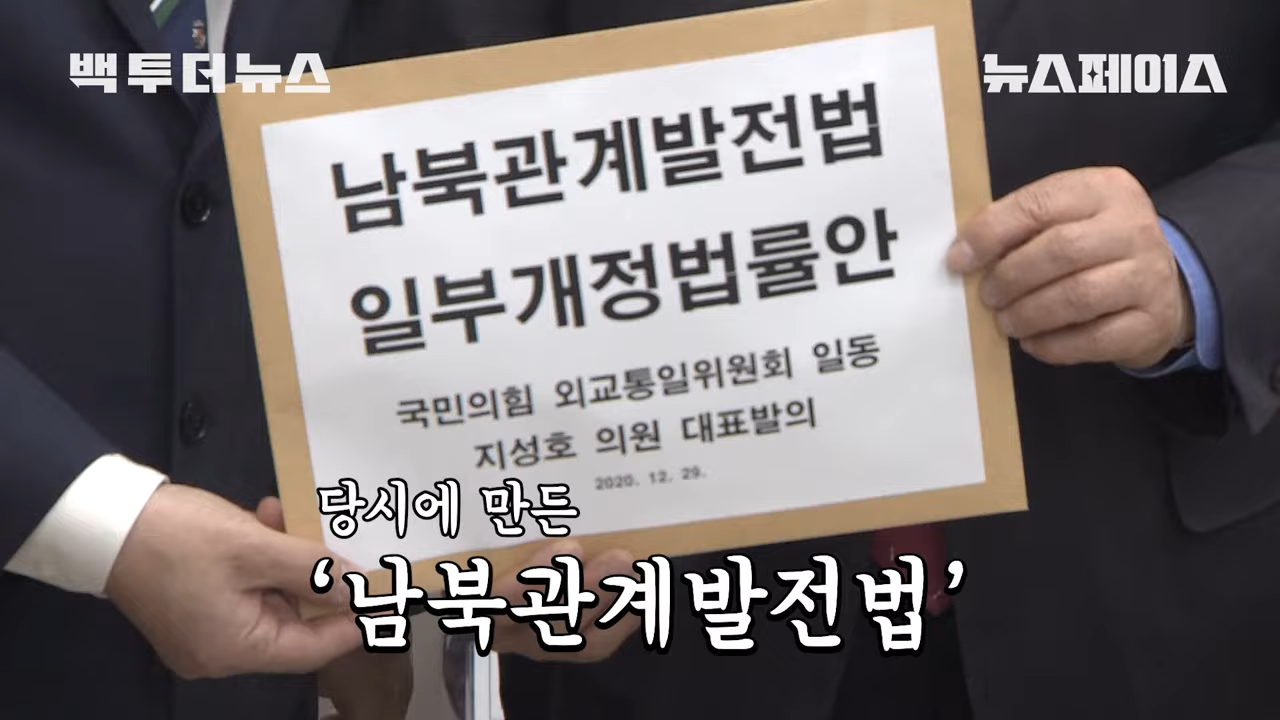 백투더뉴스
뉴스페이스
남북관계발전법
일부개정법률안
국민의힘 외교통일위원회 일동
지성호 의원 대표발의
2020. 12. 29.
당시에 만든
‘남북관계발전법’